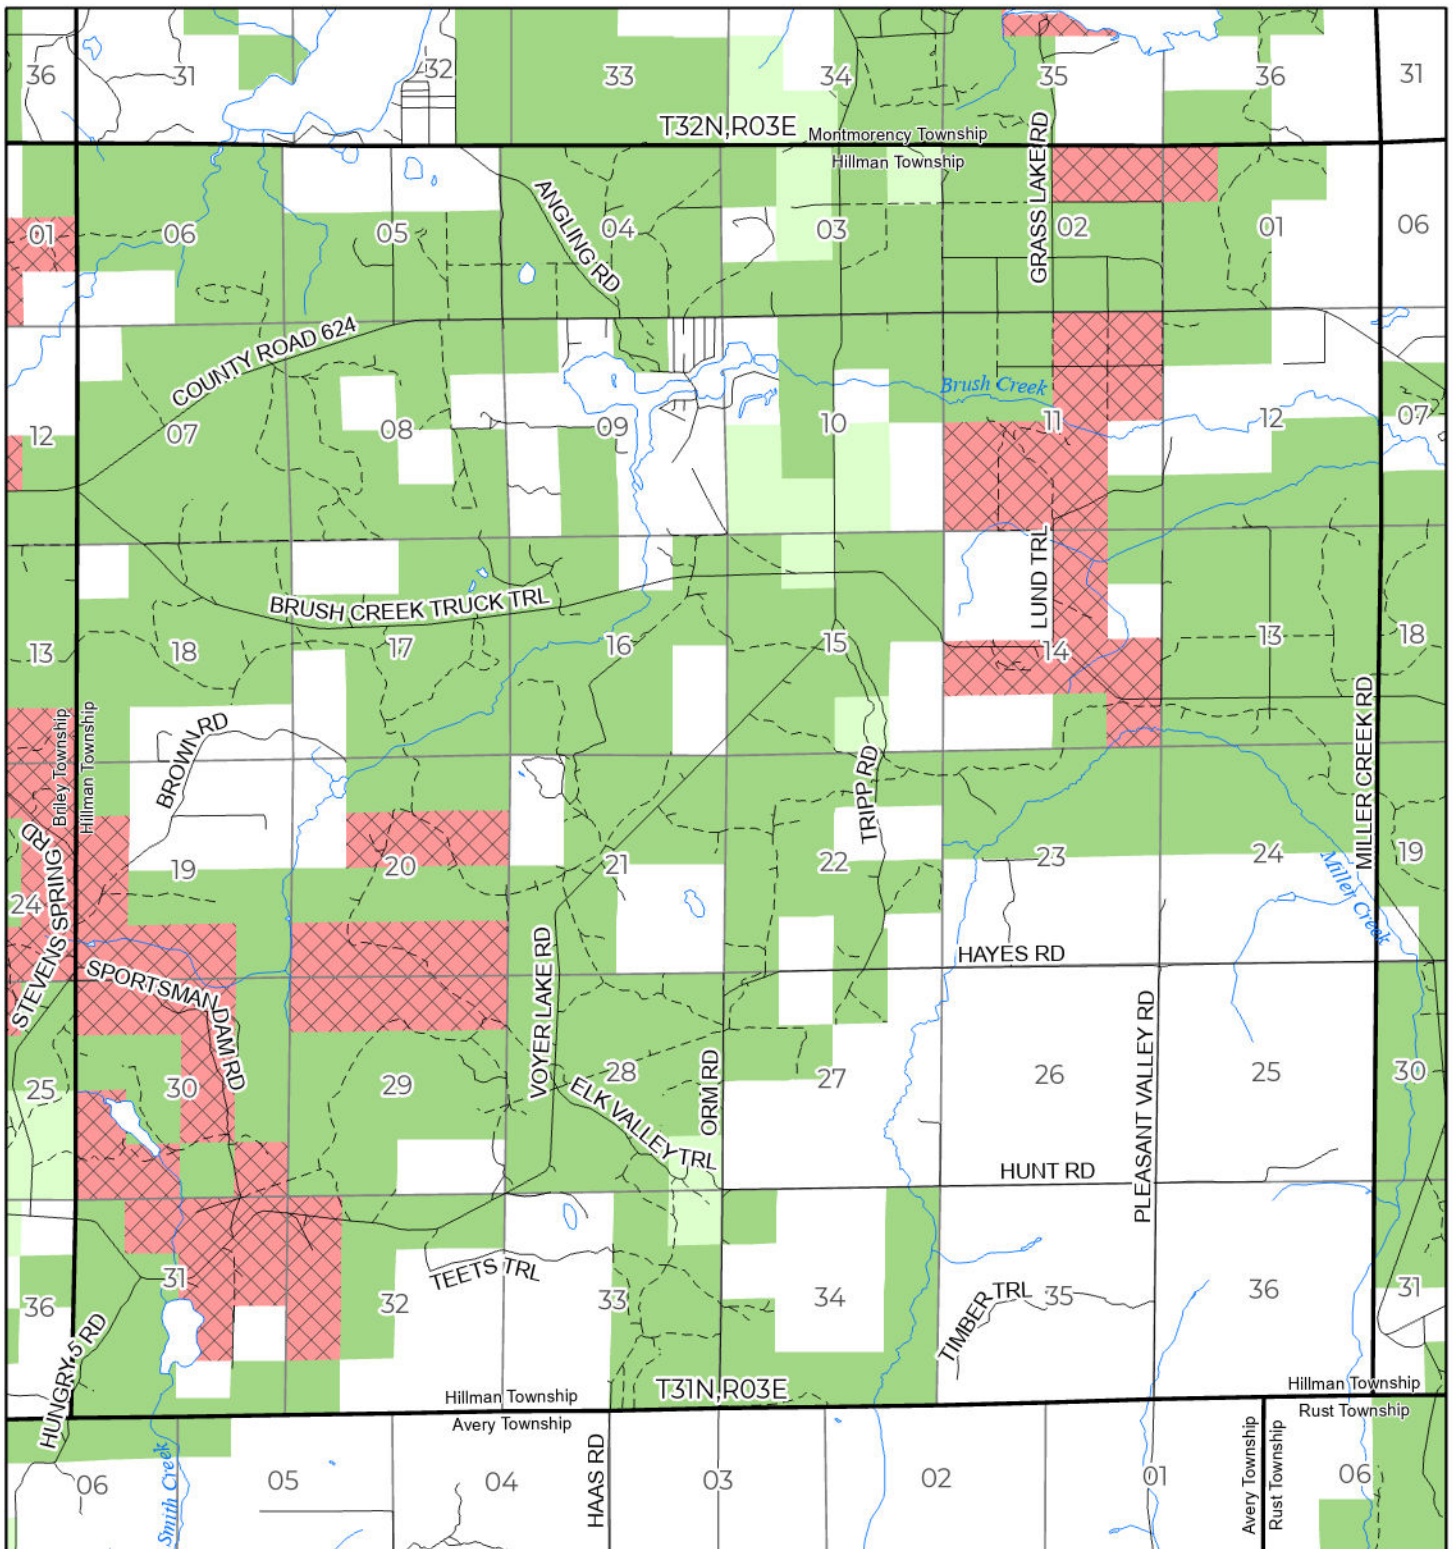 36
31
32
33
34
35
36
31
T32N,R03E
Montmorency Township
Hillman Township
GRASS LAKE RD
ANGLING RD
01
06
05
04
03
02
01
06
COUNTY ROAD 624
Brush Creek
12
07
08
09
10
11
12
07
LUND TRL
BRUSH CREEK TRUCK TRL
13
18
17
16
15
14
13
18
MILLER CREEK RD
Briley Township
Hillman Township
BROWN RD
TRIPP RD
STEVENS SPRING RD
24
19
20
21
22
23
24
19
Miller Creek
VOYER LAKE RD
HAYES RD
SPORTSMAN DAM RD
PLEASANT VALLEY RD
25
30
29
28
27
26
25
30
ELK VALLEY TRL
ORM RD
HUNT RD
TEETS TRL
36
31
32
33
34
35
36
31
TIMBER TRL
HUNGRY 5 RD
T31N,R03E
Hillman Township
Avery Township
Hillman Township
Rust Township
Avery Township
Rust Township
HAAS RD
Smith Creek
06
05
04
03
02
01
06